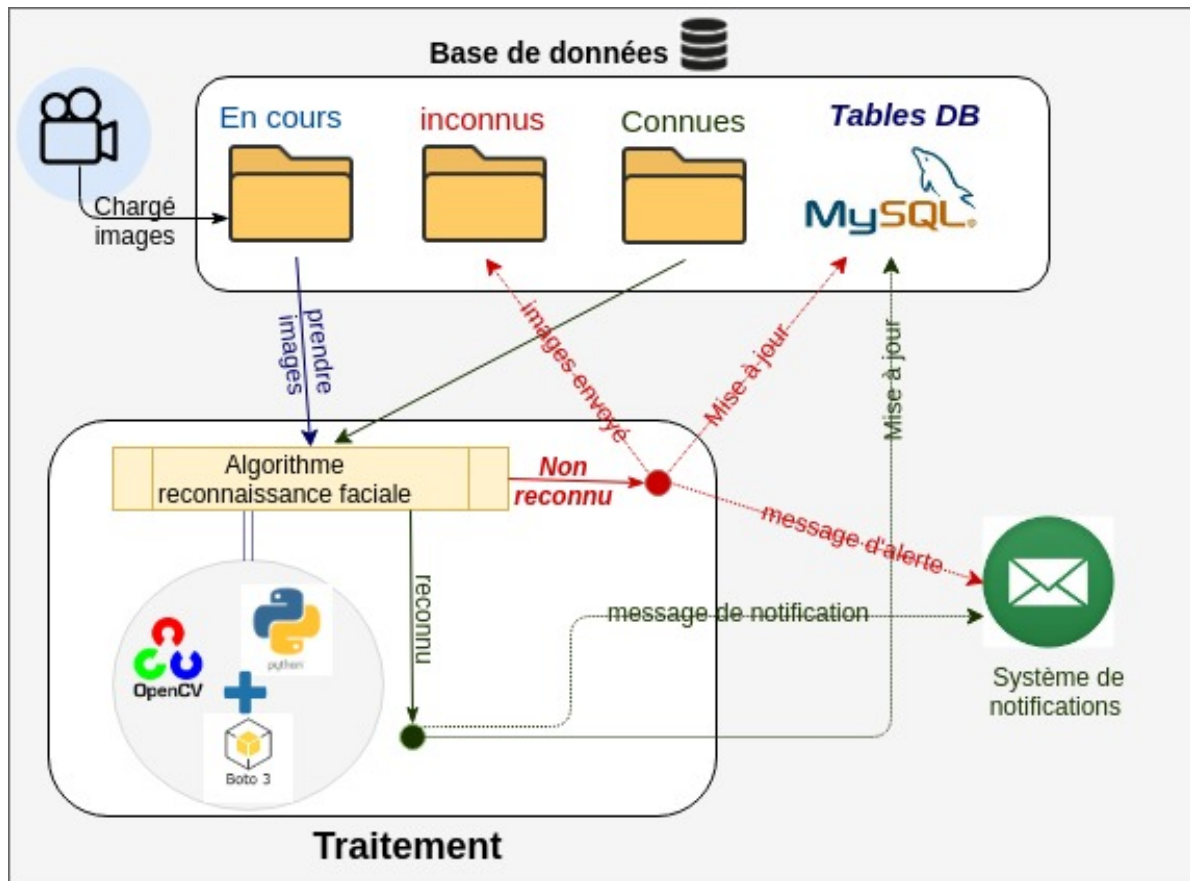 Base de données
En cours
inconnus
Connues
Tables DB
MySQL
Chargé
images
prendre
images
images envoyé
Mise à jour
Mise à jour
Algorithme
reconnaissance faciale
Non
reconnu
message d'alerte
reconnu
message de notification
python
OpenCV
Boto 3
Système de
notifications
Traitement